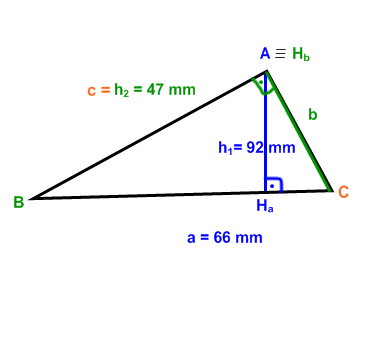 A ≡ Hb
c = h₂ = 47 mm
b
h₁= 92 mm
B
C
Ha
a = 66 mm